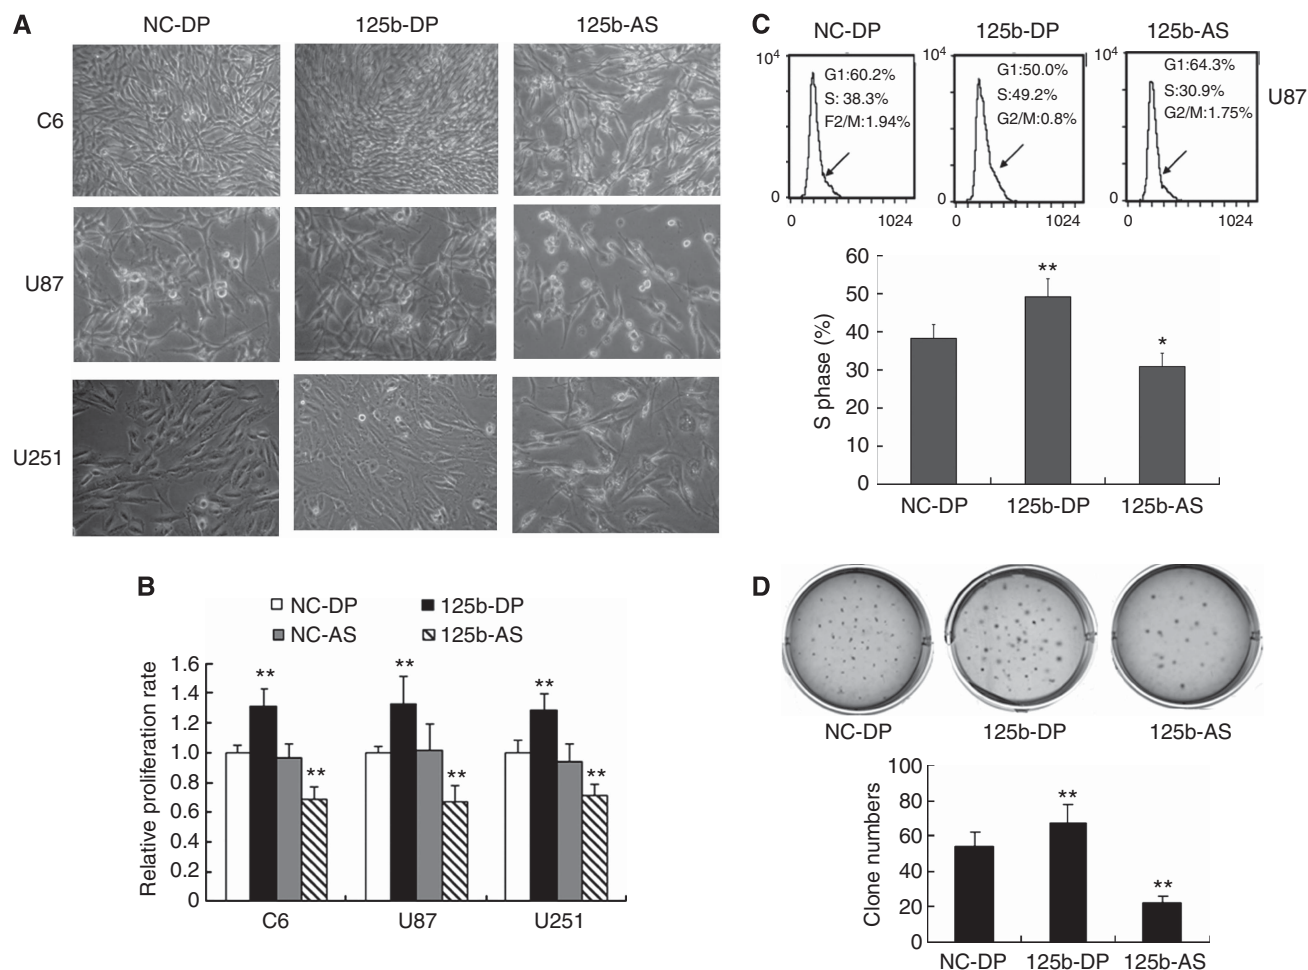 A
NC-DP 125b-DP 125b-AS
C6
U87
U251
B
NC-DP 125b-DP
NC-AS 125b-AS
Relative proliferation rate
1.6
1.4
1.2
1.0
0.8
0.6
0.4
0.2
0
** ** **
** ** **
C6 U87 U251
C
NC-DP 125b-DP 125b-AS
10⁴ 10⁴ 10⁴
G1:60.2%
S: 38.3%
F2/M:1.94%
G1:50.0%
S:49.2%
G2/M:0.8%
G1:64.3%
S:30.9%
G2/M:1.75%
U87
0 0 0
0 1024 0 1024 0 1024
S phase (%)
60
50
40
30
20
10
0
**
*
NC-DP 125b-DP 125b-AS
D
NC-DP 125b-DP 125b-AS
Clone numbers
100
80
60
40
20
0
**
**
NC-DP 125b-DP 125b-AS